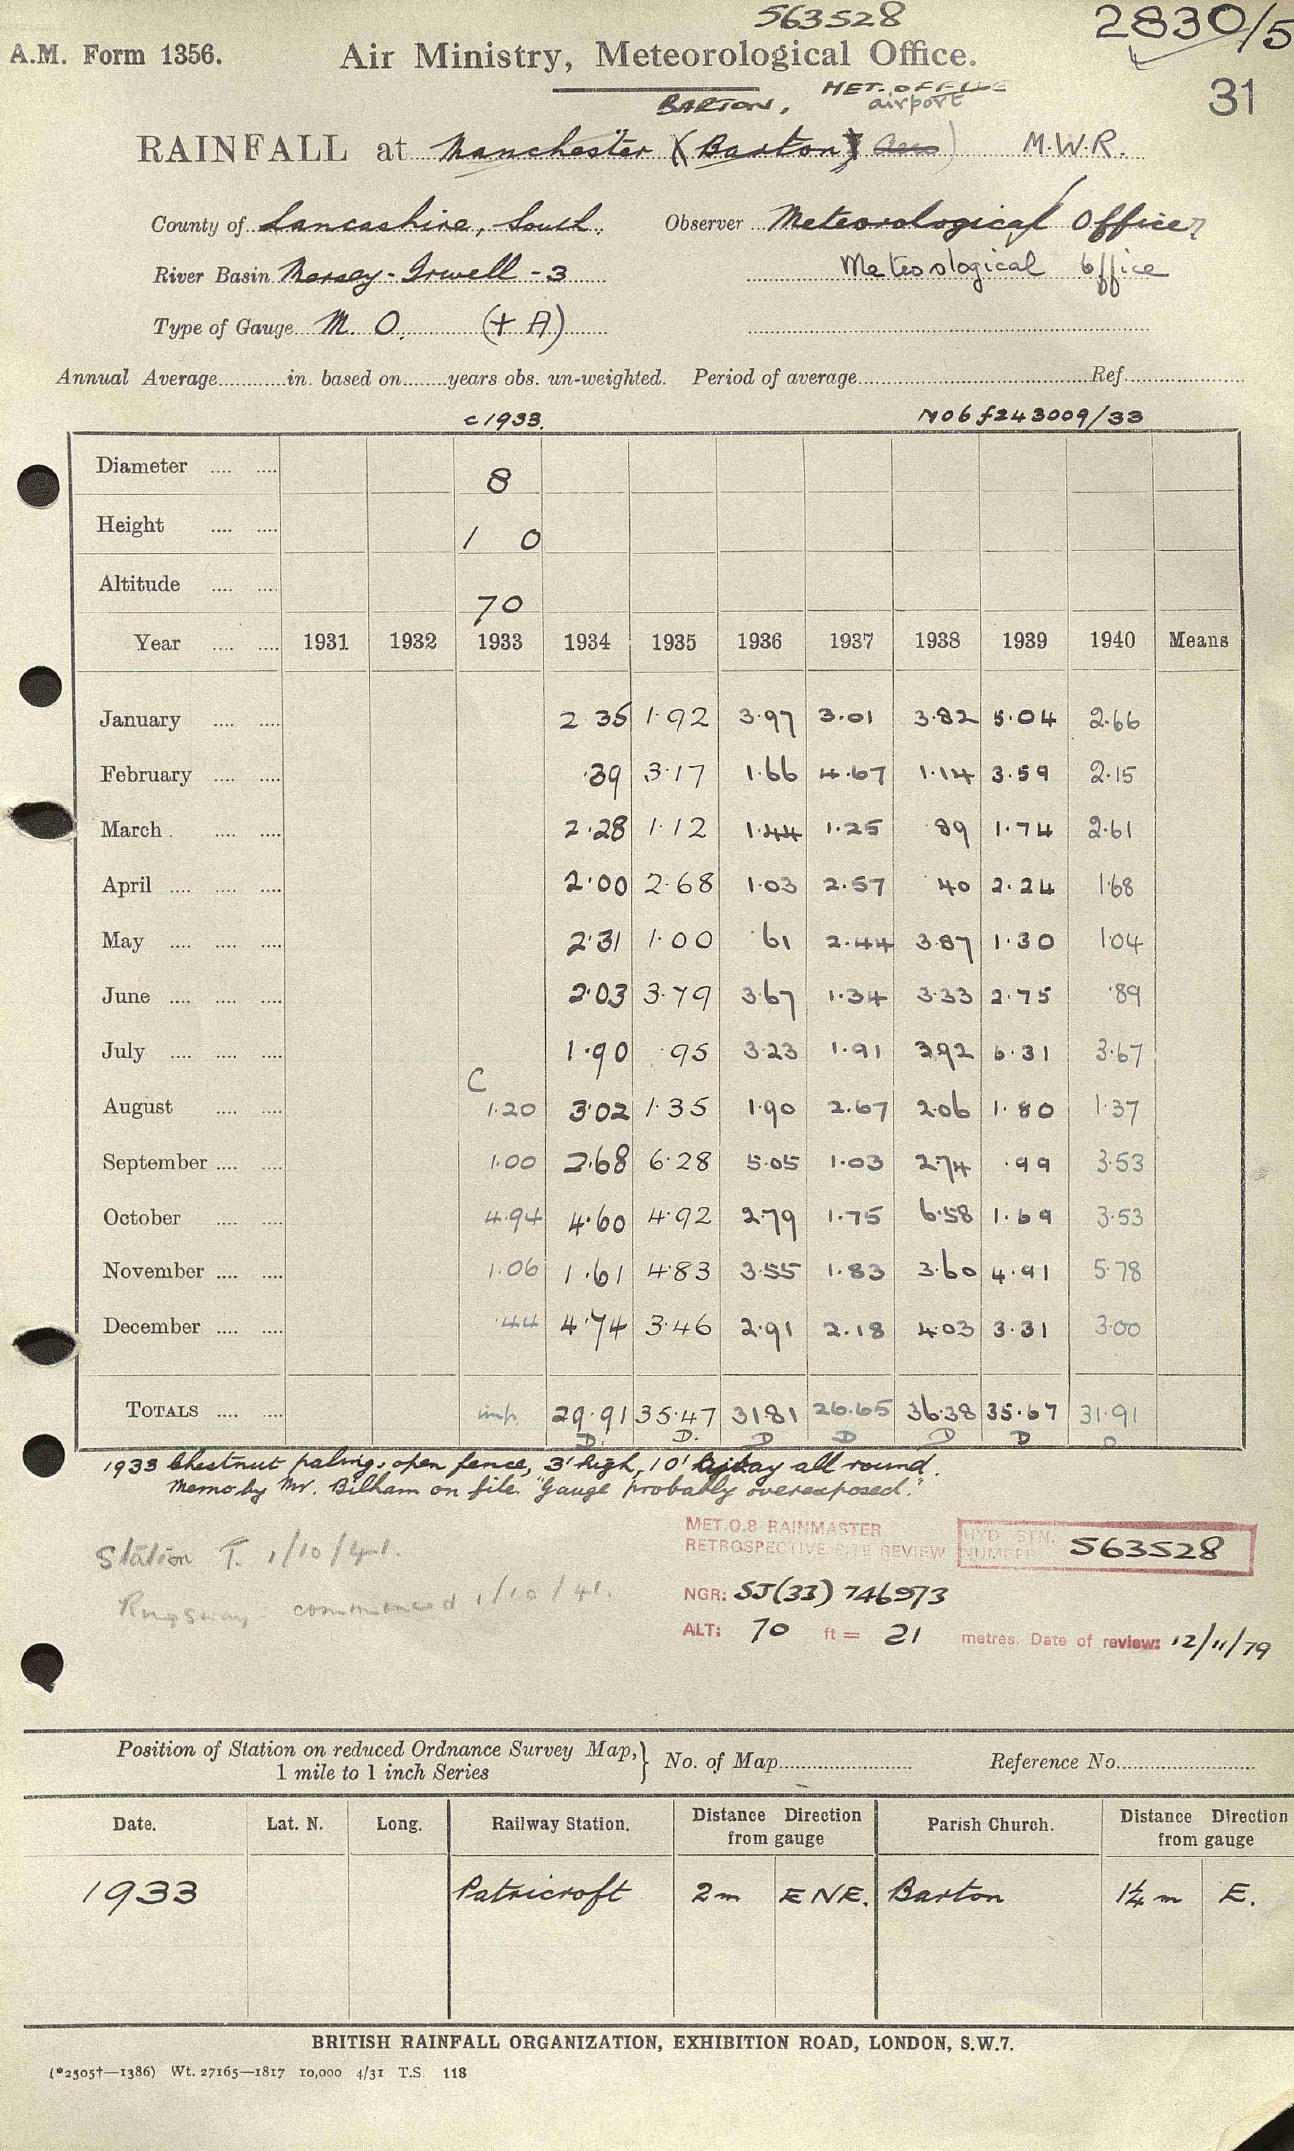 563528
2830/5
A.M. Form 1356. Air Ministry, Meteorological Office.
31
BARTON, MET. OFFICE
airport
RAINFALL at Manchester (Barton) M.W.R.
County of Lancashire, South. Observer Meteorological Office,
River Basin Mersey-Irwell-3 Meteorological Office
Type of Gauge M. O. (+ A)
Annual Average in. based on years obs. un-weighted. Period of average Ref
c1933. MO6 f243009/33
Diameter 8
Height 1 0
Altitude 70
Year 1931 1932 1933 1934 1935 1936 1937 1938 1939 1940 Means
January 2 35 1.92 3.97 3.01 3.82 5.04 2.66
February .39 3.17 1.66 4.67 1.14 3.59 2.15
March 2.28 1.12 1.44 1.25 .89 1.74 2.61
April 2.00 2.68 1.03 2.57 .40 2.24 1.68
May 2.31 1.00 .61 2.44 3.87 1.30 1.04
June 2.03 3.79 3.67 1.34 3.33 2.75 .89
July 1.90 .95 3.23 1.91 3.92 6.31 3.67
C
August 1.20 3.02 1.35 1.90 2.67 2.06 1.80 1.37
September 1.00 2.68 6.28 5.05 1.03 2.74 .99 3.53
October 4.94 4.60 4.92 2.79 1.75 6.58 1.69 3.53
November 1.06 1.61 4.83 3.55 1.83 3.60 4.91 5.78
December .44 4.74 3.46 2.91 2.18 4.03 3.31 3.00
TOTALS imp. 29.91 35.47 31.81 26.65 36.38 35.67 31.91
D. D. D D D D D
1933 Chestnut paling, open fence, 3' high, 10' away all round.
Memo by Mr. Bilham on file. "Gauge probably overexposed."
MET.O.8 RAINMASTER
RETROSPECTIVE SITE REVIEW
HYD. STN. NUMBER 563528
Station T. 1/10/41.
Ringway commenced 1/10/41.
NGR: SJ(33) 746973
ALT: 70 ft = 21 metres. Date of review: 12/11/79
Position of Station on reduced Ordnance Survey Map, } No. of Map Reference No.
1 mile to 1 inch Series
Date. Lat. N. Long. Railway Station. Distance Direction from gauge Parish Church. Distance Direction from gauge
1933 Patricroft 2m ENE. Barton 1¼ m E.
BRITISH RAINFALL ORGANIZATION, EXHIBITION ROAD, LONDON, S.W.7.
(*2505†—1386) Wt. 27165—1817 10,000 4/31 T.S. 118